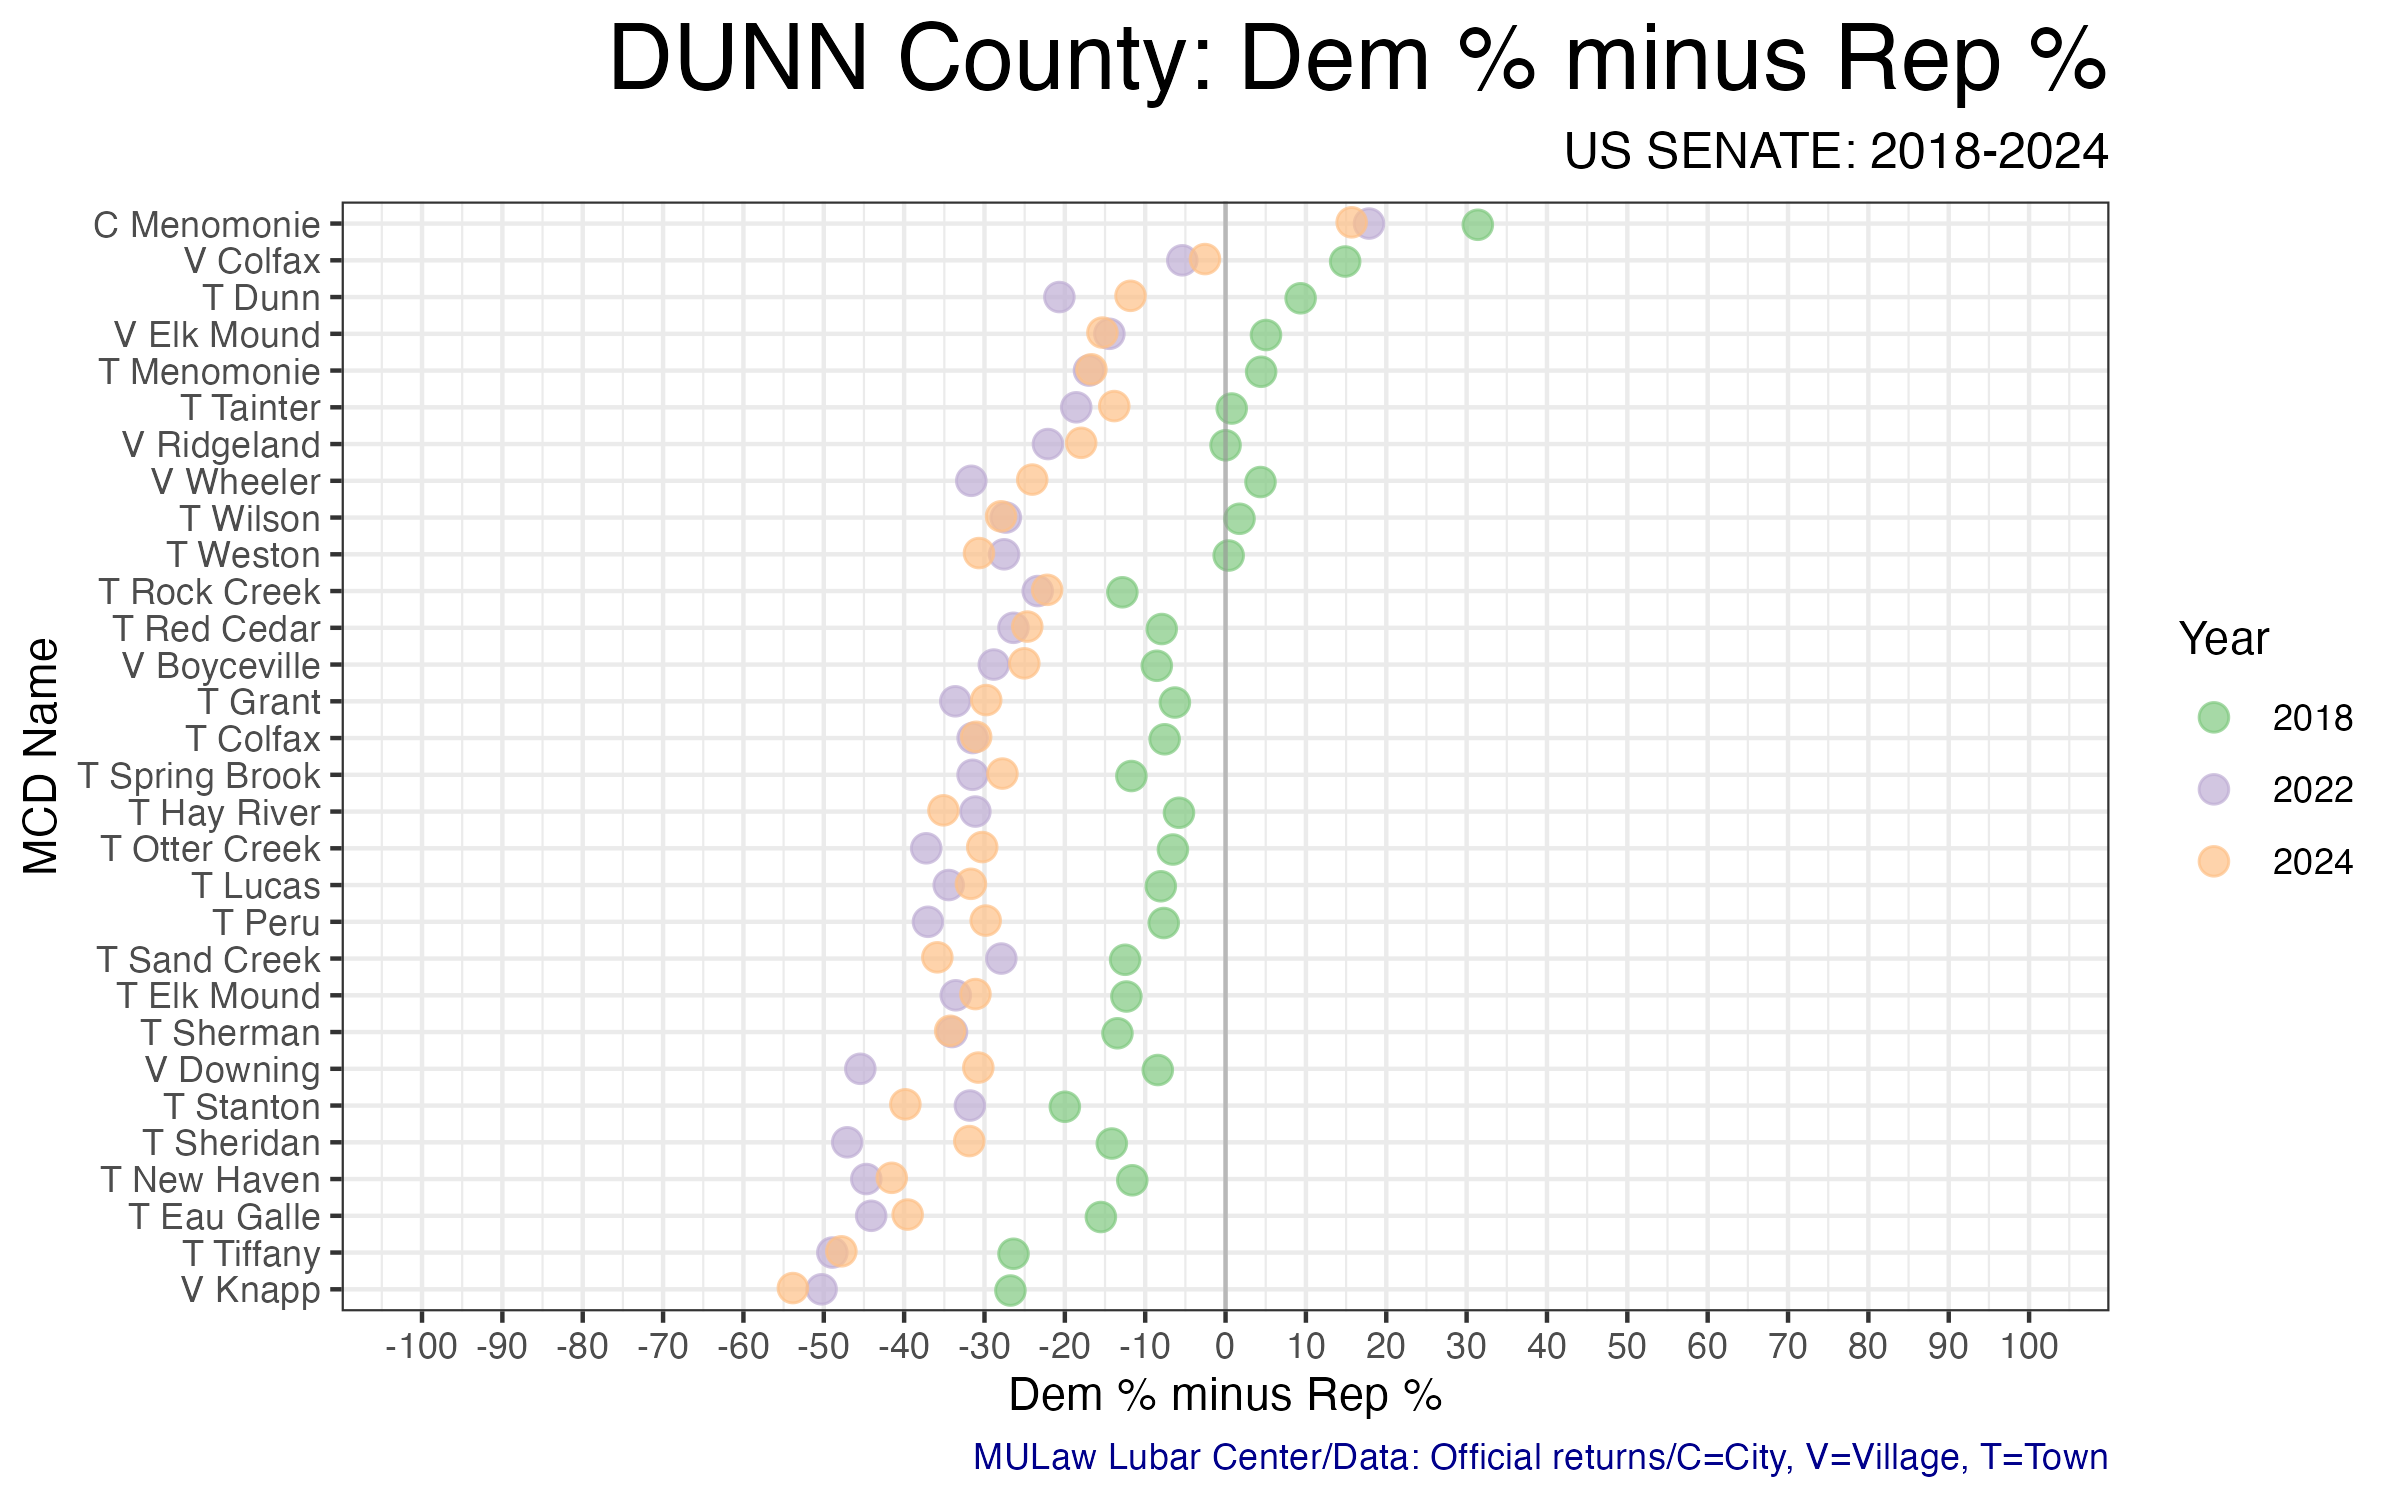 DUNN County: Dem % minus Rep %
US SENATE: 2018-2024
MCD Name
C Menomonie
V Colfax
T Dunn
V Elk Mound
T Menomonie
T Tainter
V Ridgeland
V Wheeler
T Wilson
T Weston
T Rock Creek
T Red Cedar
V Boyceville
T Grant
T Colfax
T Spring Brook
T Hay River
T Otter Creek
T Lucas
T Peru
T Sand Creek
T Elk Mound
T Sherman
V Downing
T Stanton
T Sheridan
T New Haven
T Eau Galle
T Tiffany
V Knapp
-100 -90 -80 -70 -60 -50 -40 -30 -20 -10 0 10 20 30 40 50 60 70 80 90 100
Dem % minus Rep %
Year
2018
2022
2024
MULaw Lubar Center/Data: Official returns/C=City, V=Village, T=Town